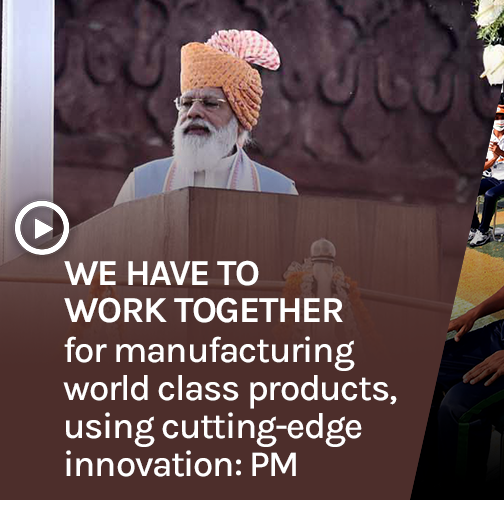 WE HAVE TO
WORK TOGETHER
for manufacturing
world class products,
using cutting-edge
innovation: PM